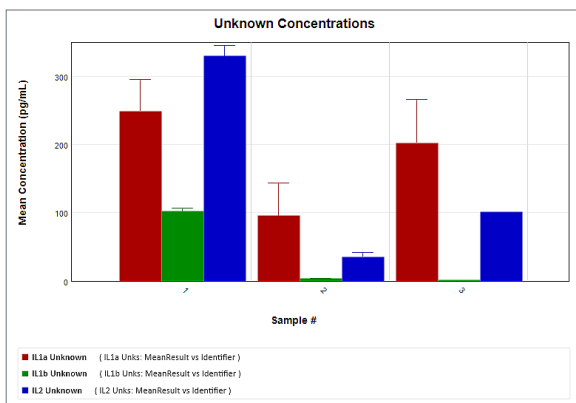 Unknown Concentrations
Mean Concentration (pg/mL)
300
200
100
0
1
2
3
Sample #
IL1a Unknown ( IL1a Unks: MeanResult vs Identifier )
IL1b Unknown ( IL1b Unks: MeanResult vs Identifier )
IL2 Unknown ( IL2 Unks: MeanResult vs Identifier )